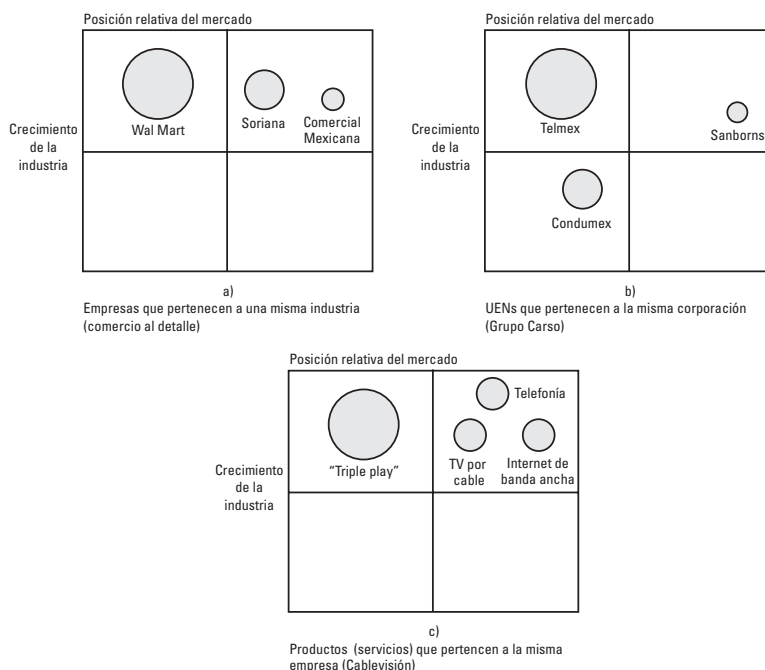 Posición relativa del mercado
Crecimiento
de la
industria
Wal Mart
Soriana
Comercial
Mexicana
a)
Empresas que pertenecen a una misma industria
(comercio al detalle)
Posición relativa del mercado
Crecimiento
de la
industria
Telmex
Sanborns
Condumex
b)
UENs que pertenecen a la misma corporación
(Grupo Carso)
Posición relativa del mercado
Crecimiento
de la
industria
"Triple play"
Telefonía
TV por
cable
Internet de
banda ancha
c)
Productos (servicios) que pertencen a la misma
empresa (Cablevisión)